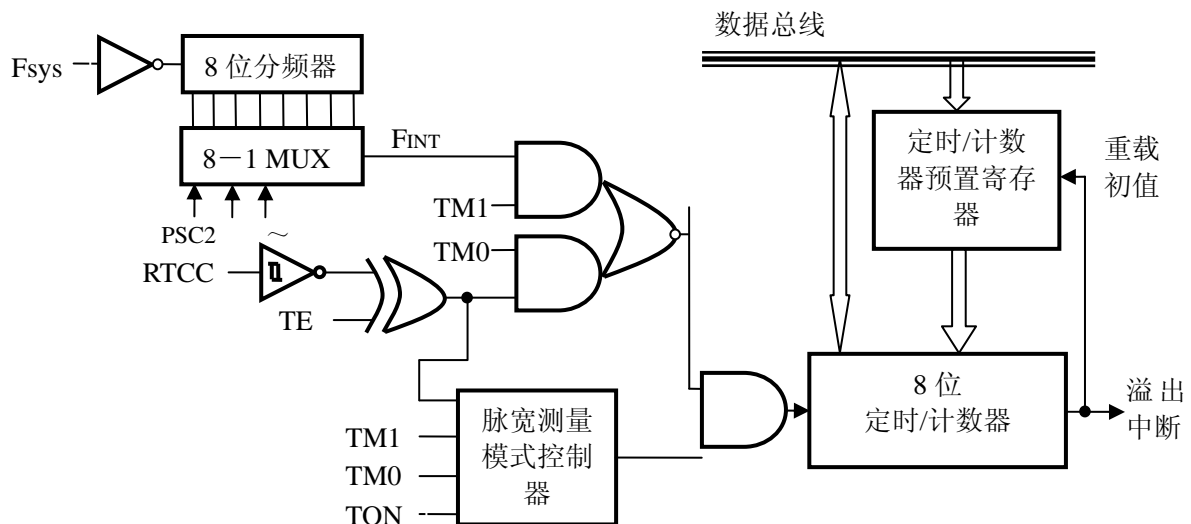 数据总线
Fsys
8 位分频器
8－1 MUX
FINT
定时/计数
器预置寄存
器
重载
初值
TM1
PSC2
～
TM0
RTCC
TE
8 位
定时/计数器
溢 出
中断
脉宽测量
模式控制
器
TM1
TM0
TON